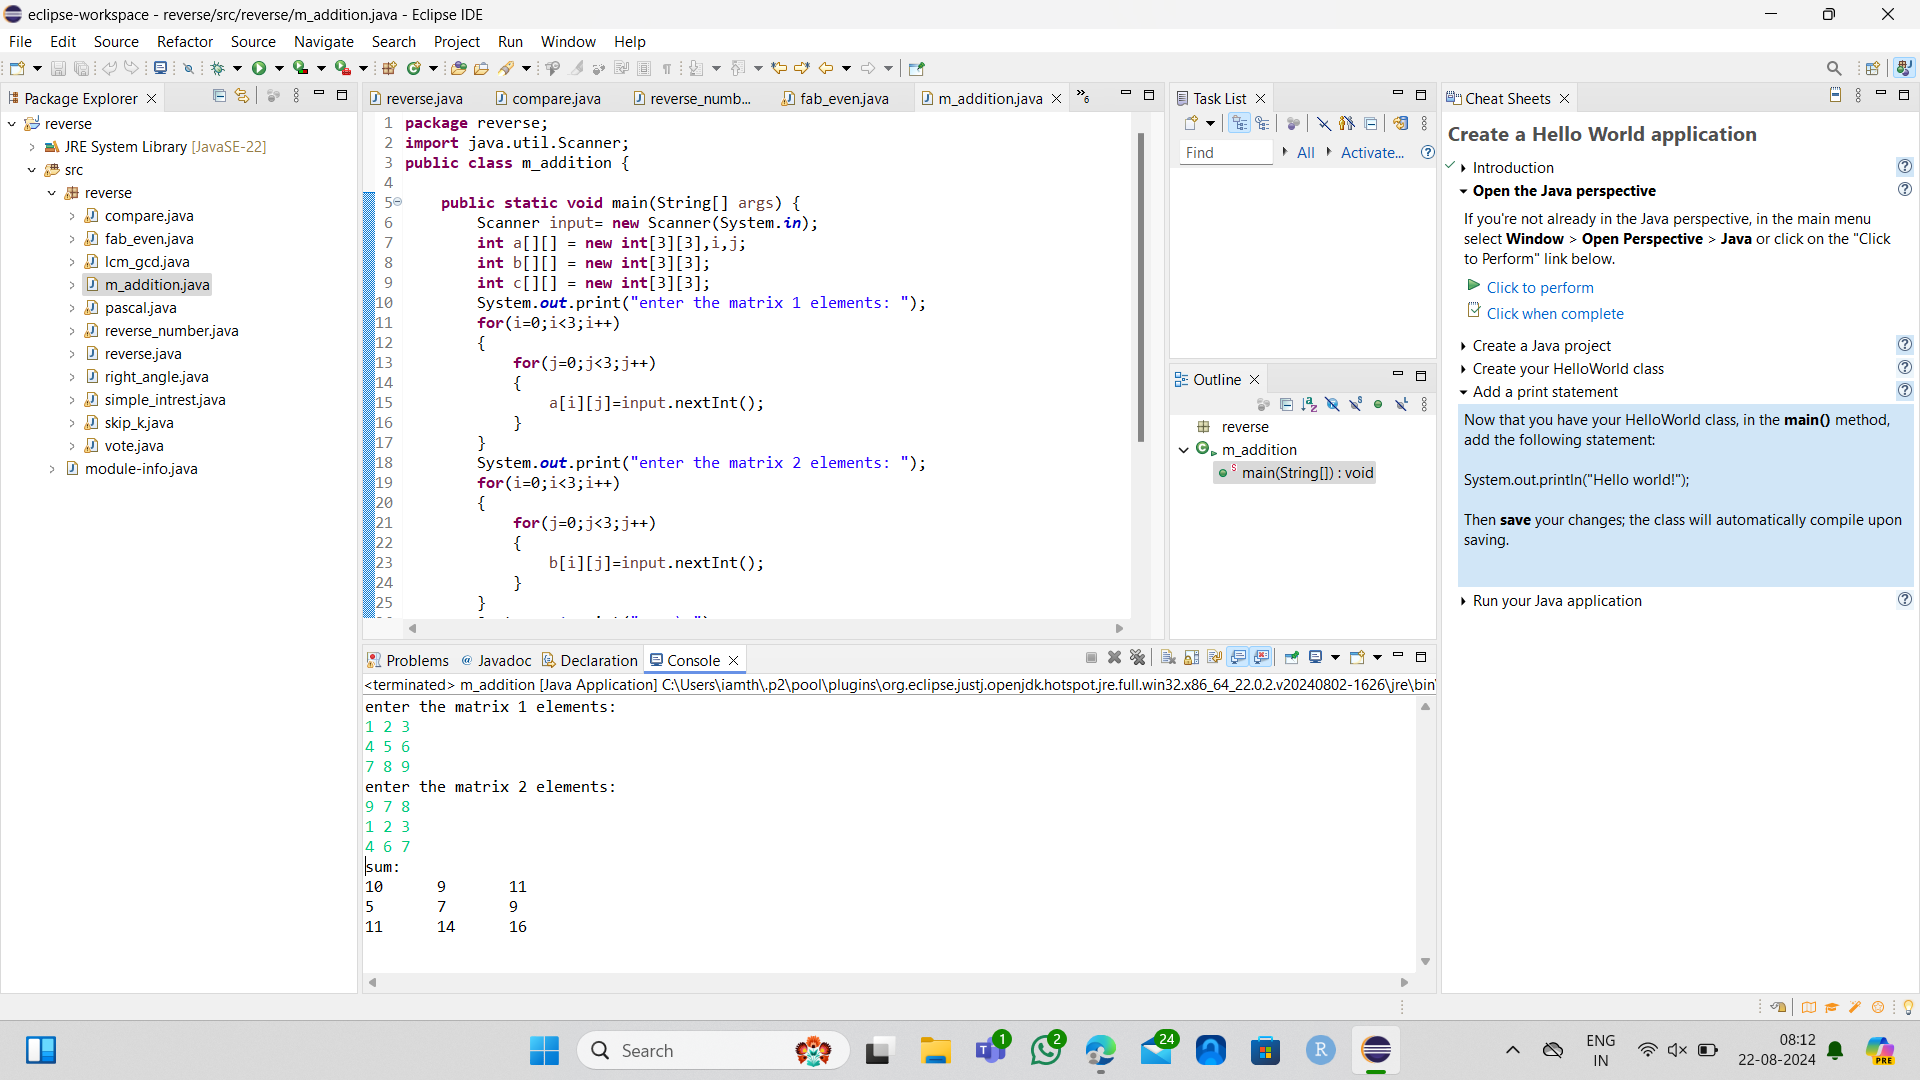 eclipse-workspace - reverse/src/reverse/m_addition.java - Eclipse IDE
File Edit Source Refactor Source Navigate Search Project Run Window Help
Package Explorer
reverse
JRE System Library [JavaSE-22]
src
reverse
compare.java
fab_even.java
lcm_gcd.java
m_addition.java
pascal.java
reverse_number.java
reverse.java
right_angle.java
simple_intrest.java
skip_k.java
vote.java
module-info.java
reverse.java compare.java reverse_numb... fab_even.java m_addition.java »6
1 package reverse;
2 import java.util.Scanner;
3 public class m_addition {
4
5 public static void main(String[] args) {
6 Scanner input= new Scanner(System.in);
7 int a[][] = new int[3][3],i,j;
8 int b[][] = new int[3][3];
9 int c[][] = new int[3][3];
10 System.out.print("enter the matrix 1 elements: ");
11 for(i=0;i<3;i++)
12 {
13 for(j=0;j<3;j++)
14 {
15 a[i][j]=input.nextInt();
16 }
17 }
18 System.out.print("enter the matrix 2 elements: ");
19 for(i=0;i<3;i++)
20 {
21 for(j=0;j<3;j++)
22 {
23 b[i][j]=input.nextInt();
24 }
25 }
Problems @ Javadoc Declaration Console
<terminated> m_addition [Java Application] C:\Users\iamth\.p2\pool\plugins\org.eclipse.justj.openjdk.hotspot.jre.full.win32.x86_64_22.0.2.v20240802-1626\jre\bin
enter the matrix 1 elements:
1 2 3
4 5 6
7 8 9
enter the matrix 2 elements:
9 7 8
1 2 3
4 6 7
sum:
10 9 11
5 7 9
11 14 16
Task List
Find All Activate...
Outline
reverse
m_addition
main(String[]) : void
Cheat Sheets
Create a Hello World application
Introduction
Open the Java perspective
If you're not already in the Java perspective, in the main menu
select Window > Open Perspective > Java or click on the "Click
to Perform" link below.
Click to perform
Click when complete
Create a Java project
Create your HelloWorld class
Add a print statement
Now that you have your HelloWorld class, in the main() method,
add the following statement:
System.out.println("Hello world!");
Then save your changes; the class will automatically compile upon
saving.
Run your Java application
Search
1
2
24
R
ENG
IN
08:12
22-08-2024
PRE